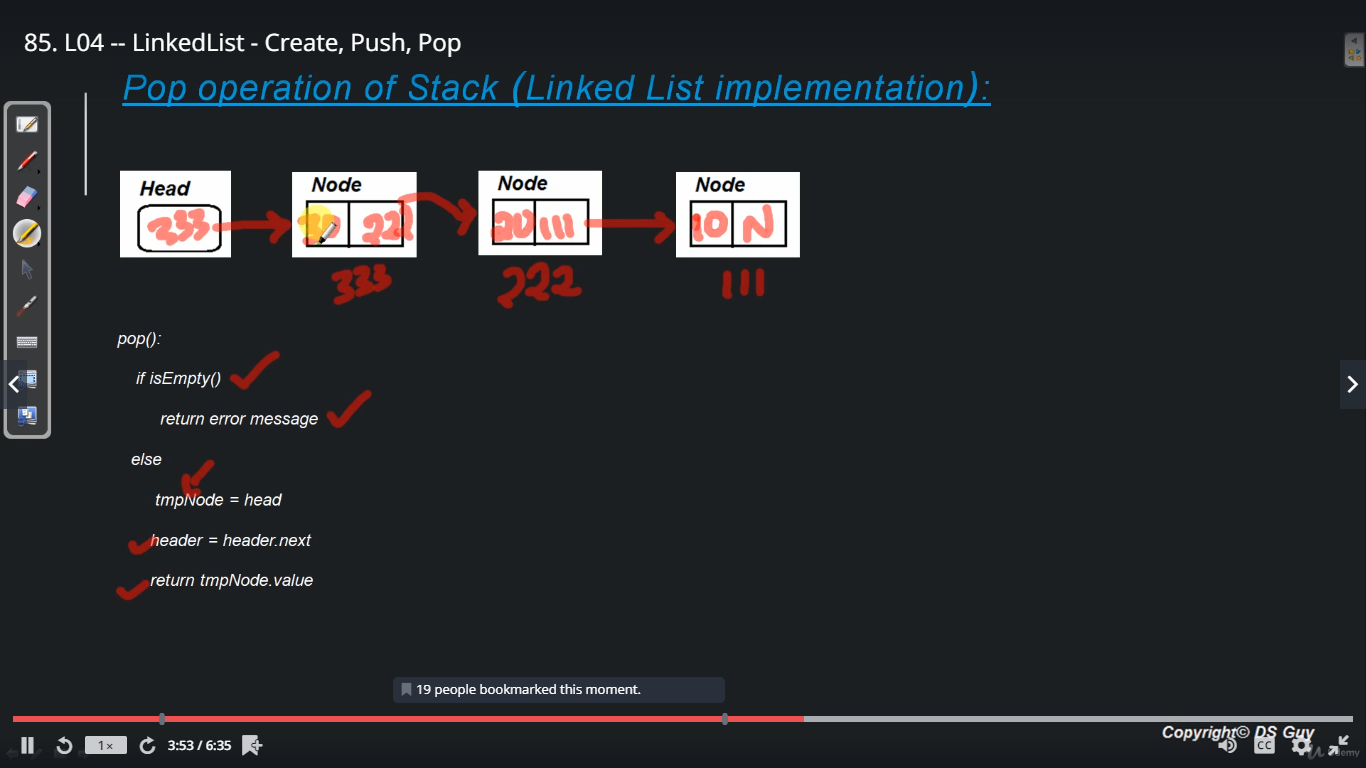 85. L04 -- LinkedList - Create, Push, Pop
Pop operation of Stack (Linked List implementation):
Head
Node
Node
Node
333
30 222
20 111
10 N
333
222
111
pop():
if isEmpty()
return error message
else
tmpNode = head
header = header.next
return tmpNode.value
19 people bookmarked this moment.
Copyright© DS Guy
1×
3:53 / 6:35
CC